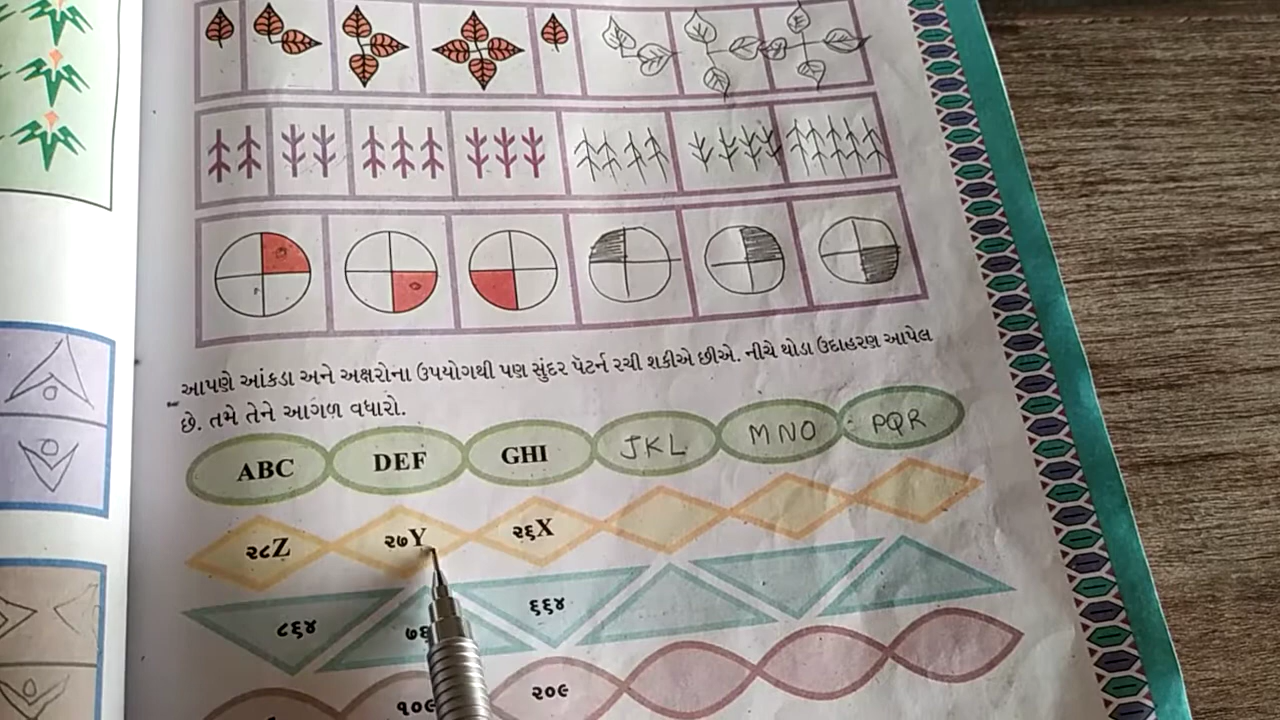 આપણે આંકડા અને અક્ષરોના ઉપયોગથી પણ સુંદર પૅટર્ન રચી શકીએ છીએ. નીચે થોડા ઉદાહરણ આપેલ
છે. તમે તેને આગળ વધારો.
ABC DEF GHI JKL MNO PQR
૨૮Z ૨૭Y ૨૬X
૮૬૪ ૬૬૪
૨૦૯